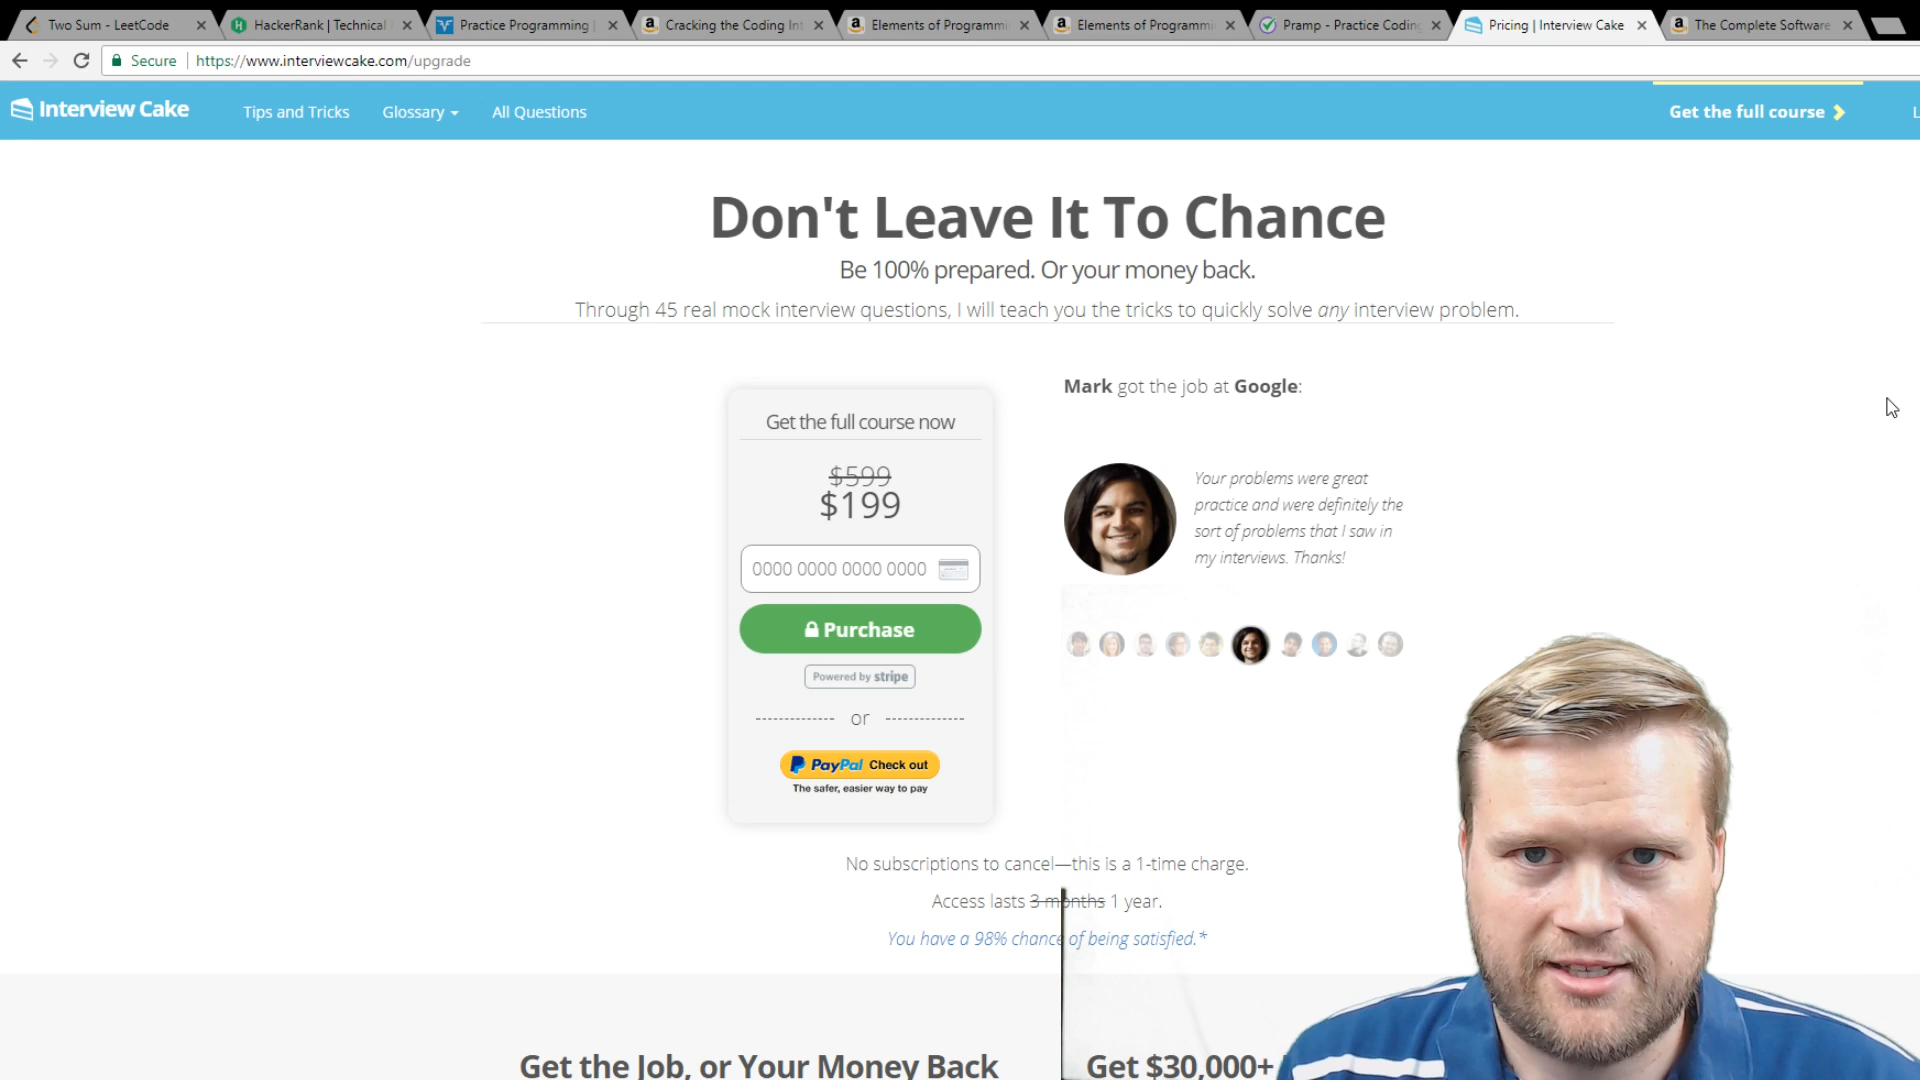 Two Sum - LeetCode
HackerRank | Technical
Practice Programming |
Cracking the Coding Int
Elements of Programmi
Elements of Programmi
Pramp - Practice Coding
Pricing | Interview Cake
The Complete Software
Secure
https://www.interviewcake.com/upgrade
Interview Cake
Tips and Tricks
Glossary
All Questions
Get the full course
Don't Leave It To Chance
Be 100% prepared. Or your money back.
Through 45 real mock interview questions, I will teach you the tricks to quickly solve any interview problem.
Get the full course now
$599
$199
0000 0000 0000 0000
Purchase
Powered by stripe
or
PayPal Check out
The safer, easier way to pay
Mark got the job at Google:
Your problems were great
practice and were definitely the
sort of problems that I saw in
my interviews. Thanks!
No subscriptions to cancel—this is a 1-time charge.
Access lasts 3 months 1 year.
You have a 98% chance of being satisfied.*
Get the Job, or Your Money Back
Get $30,000+